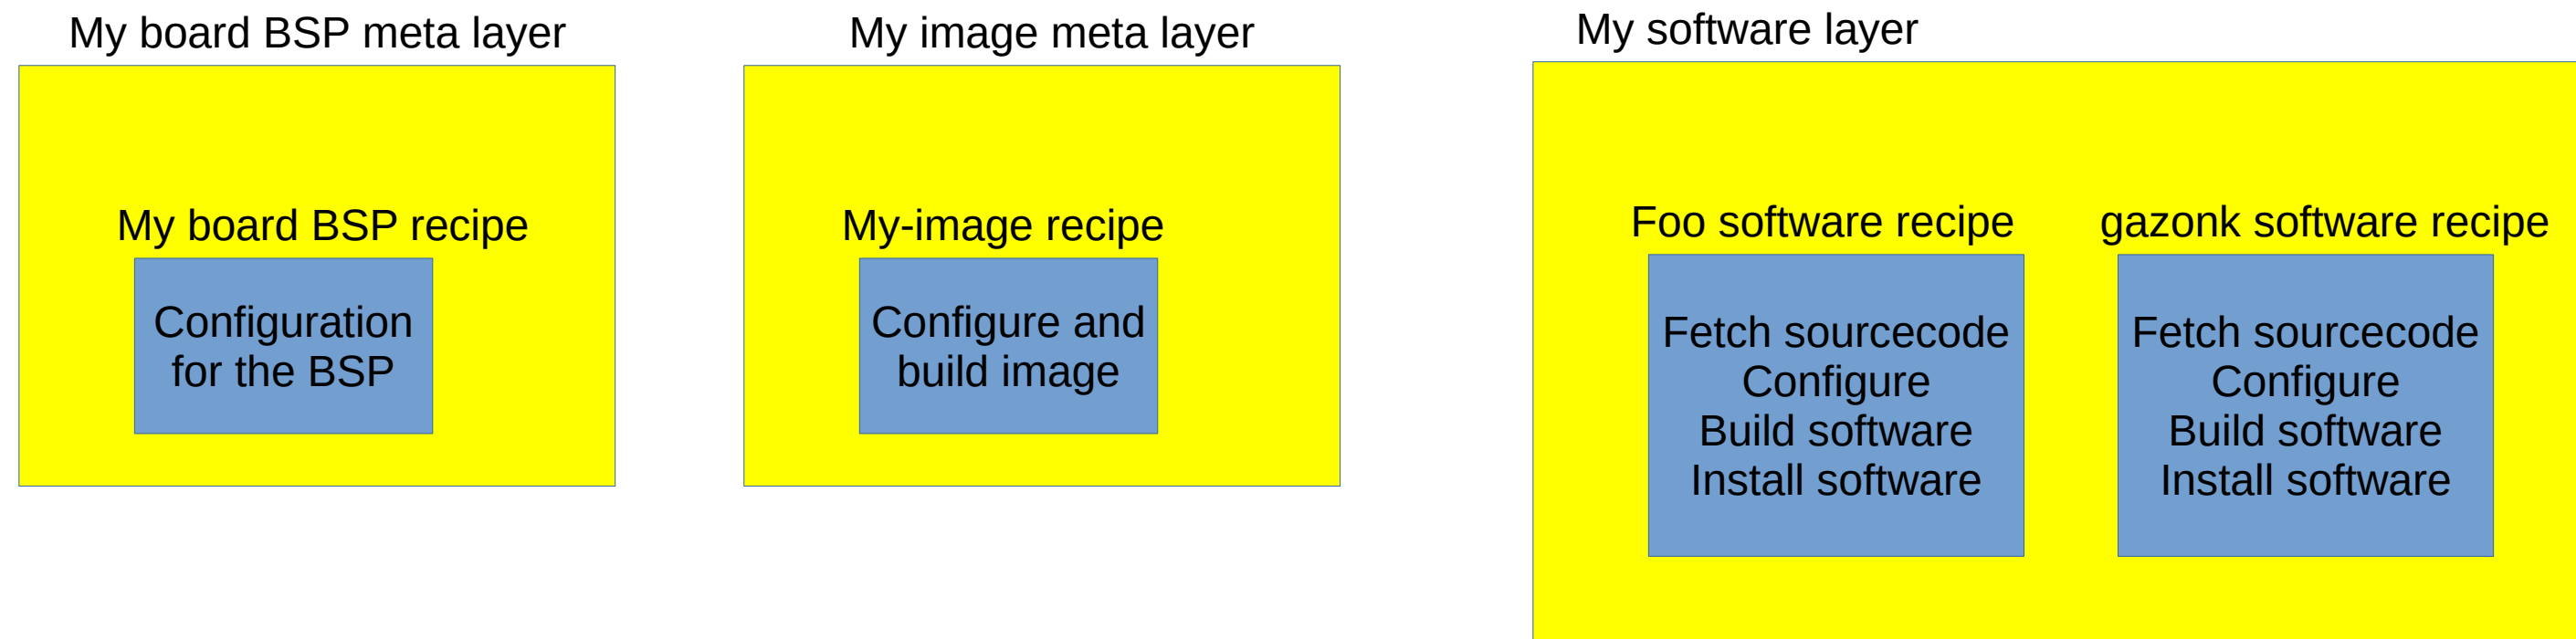 My board BSP meta layer
My board BSP recipe
Configuration
for the BSP
My image meta layer
My-image recipe
Configure and
build image
My software layer
Foo software recipe
Fetch sourcecode
Configure
Build software
Install software
gazonk software recipe
Fetch sourcecode
Configure
Build software
Install software